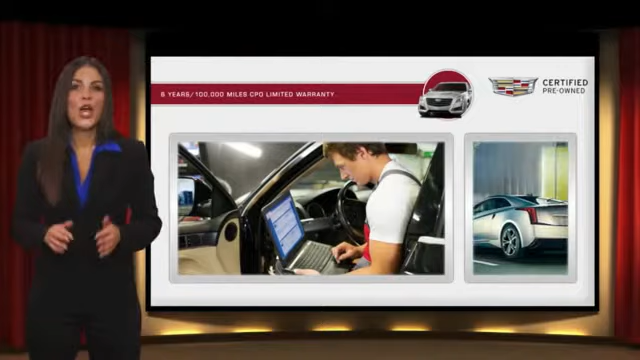 6 YEARS/100,000 MILES CPO LIMITED WARRANTY
CERTIFIED
PRE-OWNED